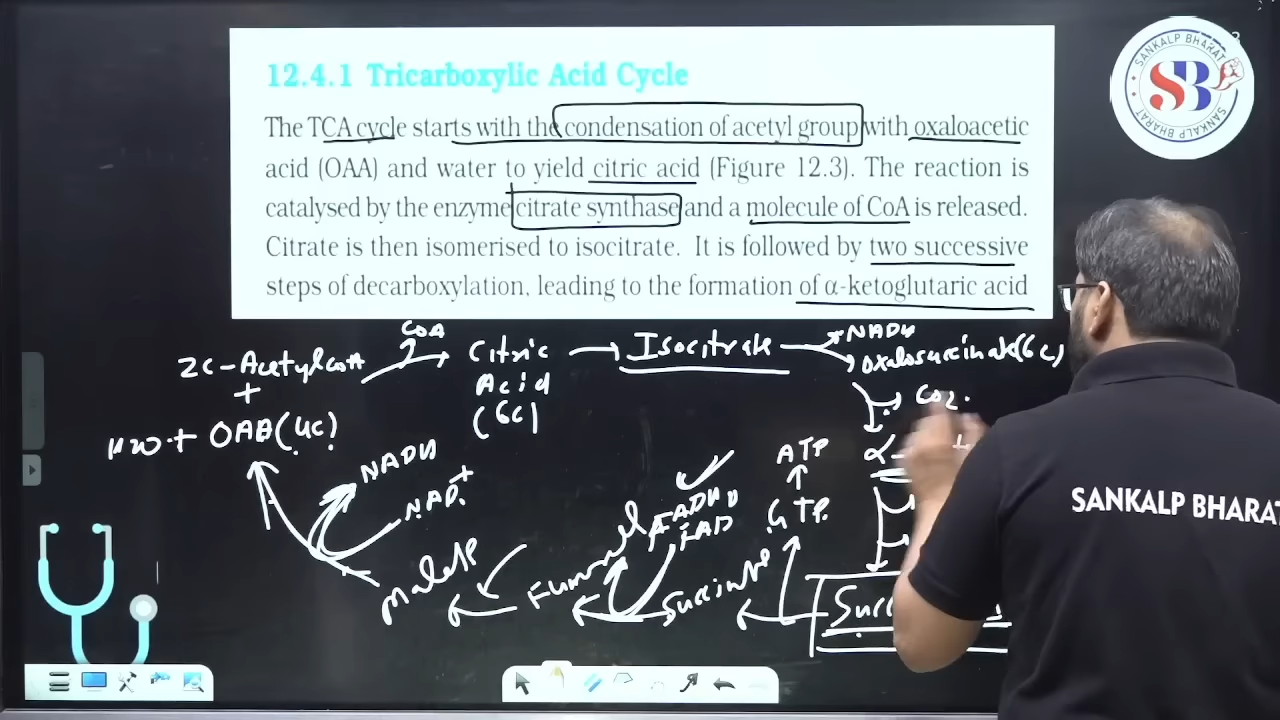 12.4.1 Tricarboxylic Acid Cycle
The TCA cycle starts with the condensation of acetyl group with oxaloacetic
acid (OAA) and water to yield citric acid (Figure 12.3). The reaction is
catalysed by the enzyme citrate synthase and a molecule of CoA is released.
Citrate is then isomerised to isocitrate. It is followed by two successive
steps of decarboxylation, leading to the formation of α-ketoglutaric acid
SANKALP BHARAT
SB
SANKALP BHARAT
CoA
NADH
2C-AcetylCoA
Citric
Isocitrate
Oxalosuccinate(6C)
+
Acid
CO2
H2O + OAA(4C)
(6C)
NADH
ATP
α-
NAD+
GTP
FADH
FAD
Malate
Succinate
Succ
SANKALP BHARAT